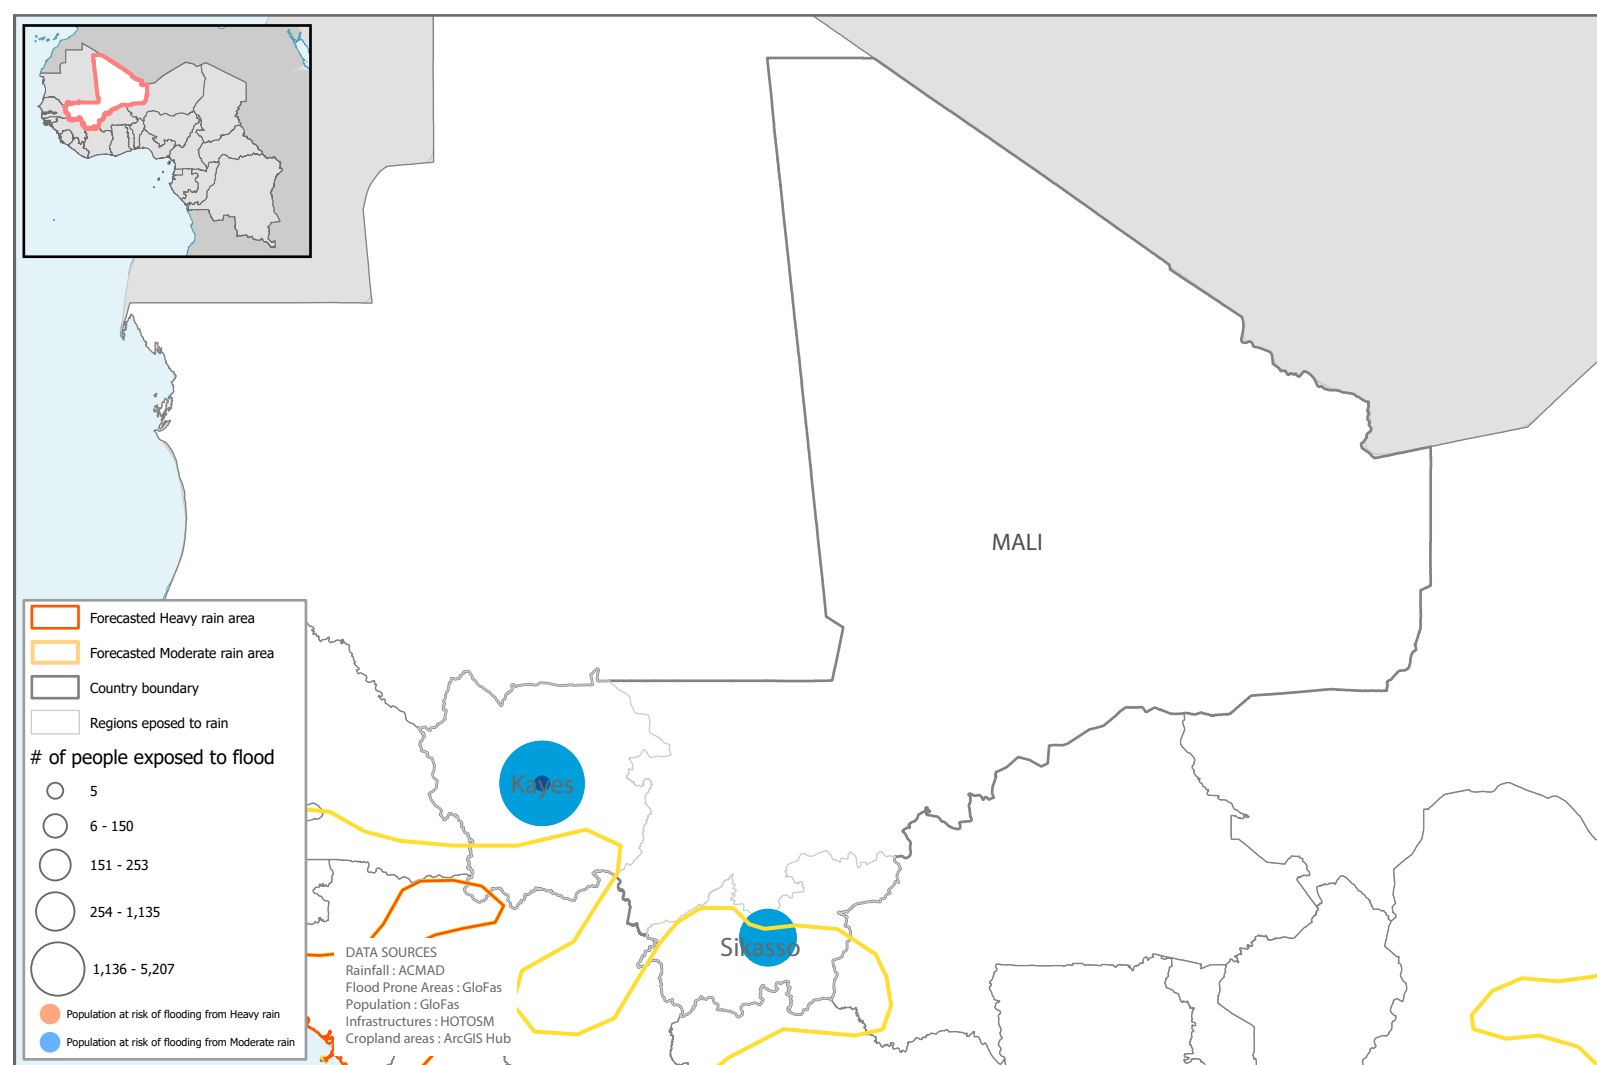 MALI
Forecasted Heavy rain area
Forecasted Moderate rain area
Country boundary
Regions eposed to rain
# of people exposed to flood
5
6 - 150
151 - 253
254 - 1,135
1,136 - 5,207
Population at risk of flooding from Heavy rain
Population at risk of flooding from Moderate rain
Kayes
Sikasso
DATA SOURCES
Rainfall : ACMAD
Flood Prone Areas : GloFas
Population : GloFas
Infrastructures : HOTOSM
Cropland areas : ArcGIS Hub